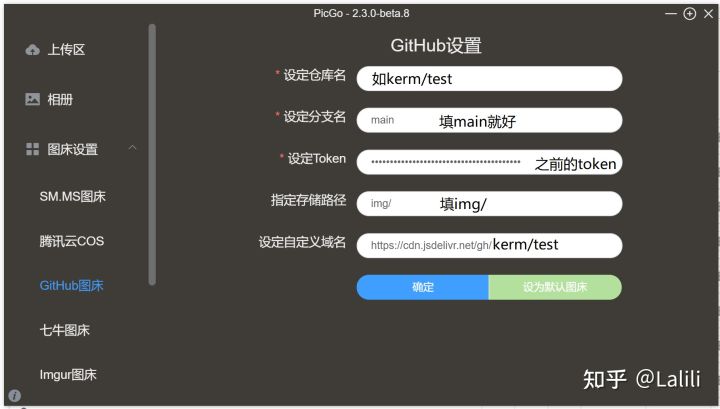 PicGo - 2.3.0-beta.8
上传区
相册
图床设置
SM.MS图床
腾讯云COS
GitHub图床
七牛图床
Imgur图床
GitHub设置
* 设定仓库名 如kerm/test
* 设定分支名 main 填main就好
* 设定Token •••••••••••••••••••••••••••••••••••••••• 之前的token
指定存储路径 img/ 填img/
设定自定义域名 https://cdn.jsdelivr.net/gh/kerm/test
确定 设为默认图床
知乎 @Lalili